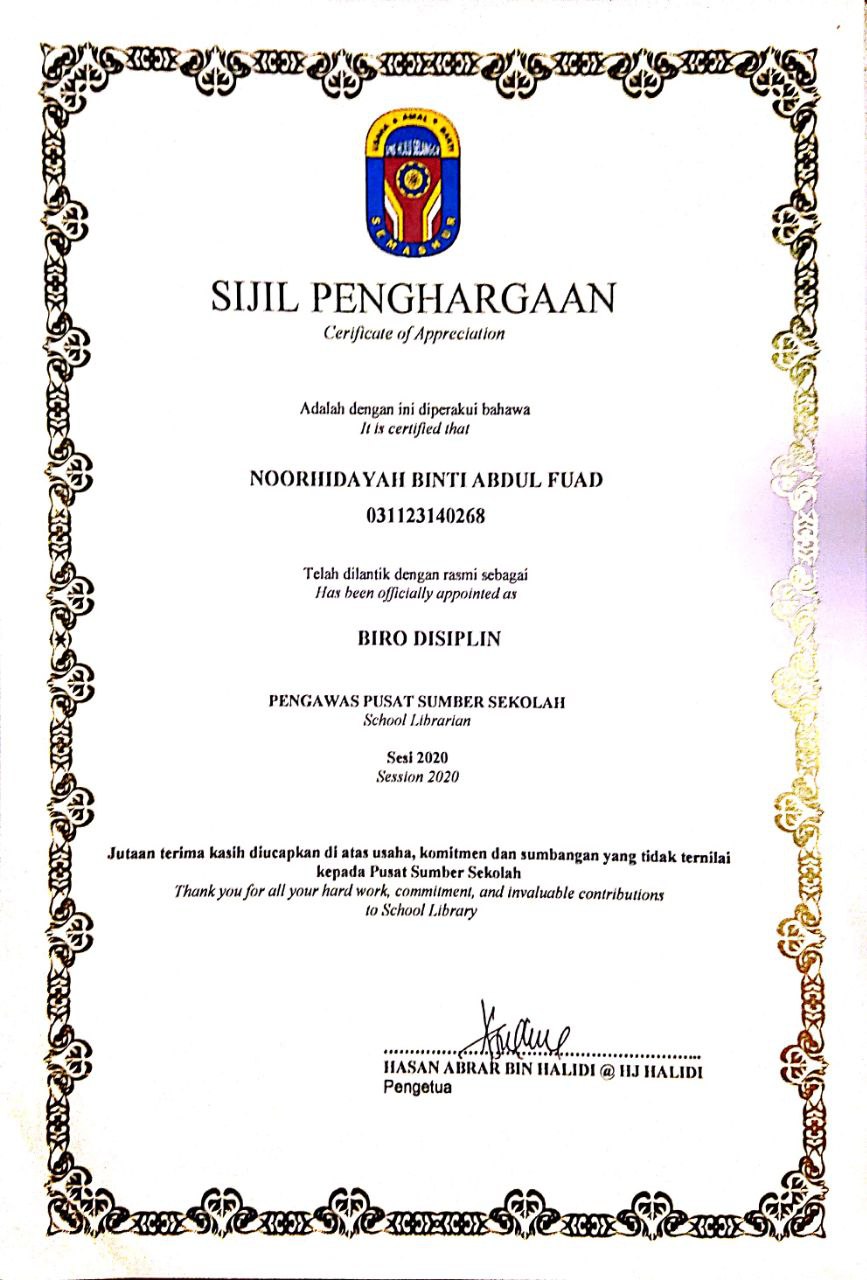 USAHA AMAL BAKTI
SMK HULU SELANGOR
SEMASHUR
SIJIL PENGHARGAAN
Cerificate of Appreciation
Adalah dengan ini diperakui bahawa
It is certified that
NOORHIDAYAH BINTI ABDUL FUAD
031123140268
Telah dilantik dengan rasmi sebagai
Has been officially appointed as
BIRO DISIPLIN
PENGAWAS PUSAT SUMBER SEKOLAH
School Librarian
Sesi 2020
Session 2020
Jutaan terima kasih diucapkan di atas usaha, komitmen dan sumbangan yang tidak ternilai
kepada Pusat Sumber Sekolah
Thank you for all your hard work, commitment, and invaluable contributions
to School Library
HASAN ABRAR BIN HALIDI @ HJ HALIDI
Pengetua